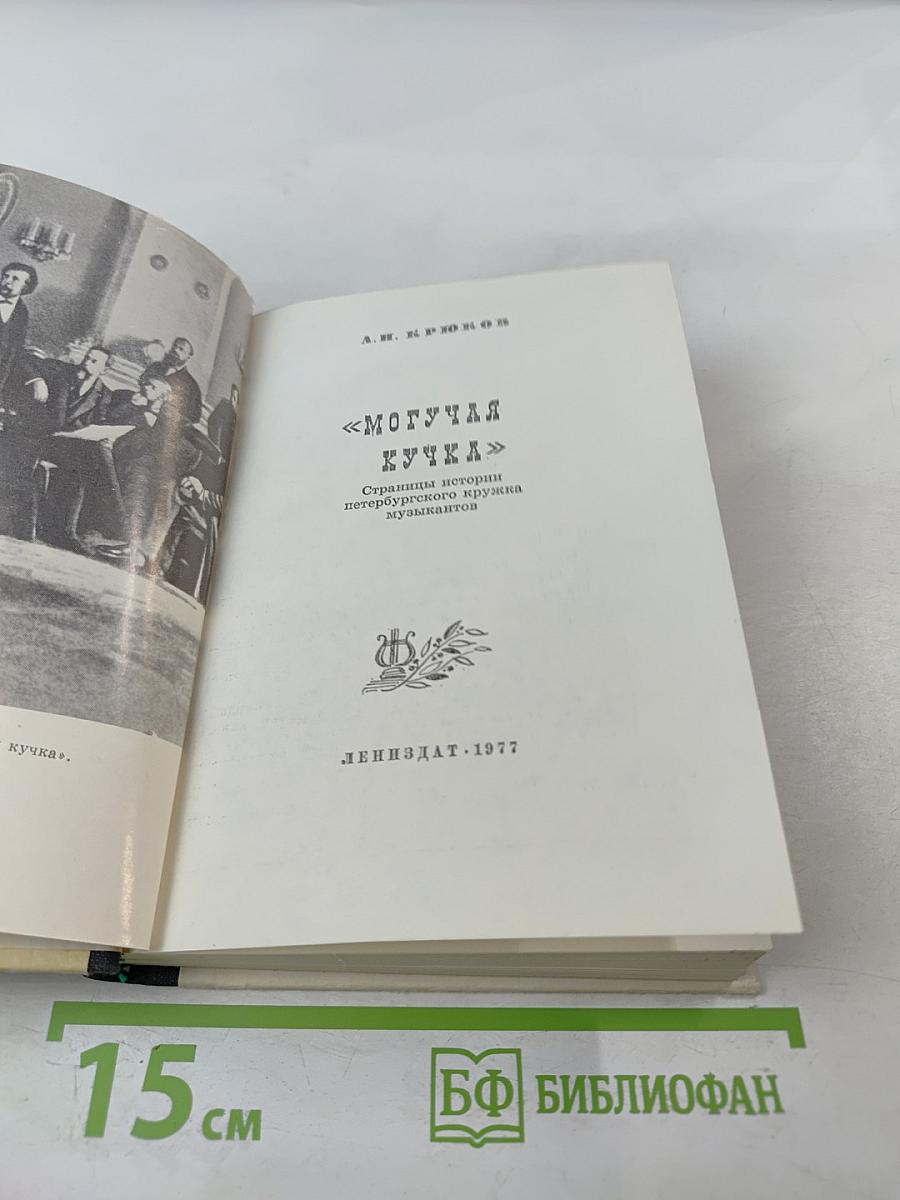 А.Н. КРЮКОВ
«МОГУЧАЯ
КУЧКА»
Страницы истории
петербургского кружка
музыкантов
ЛЕНИЗДАТ·1977
кучка».
15 см
БФ БИБЛИОФАН